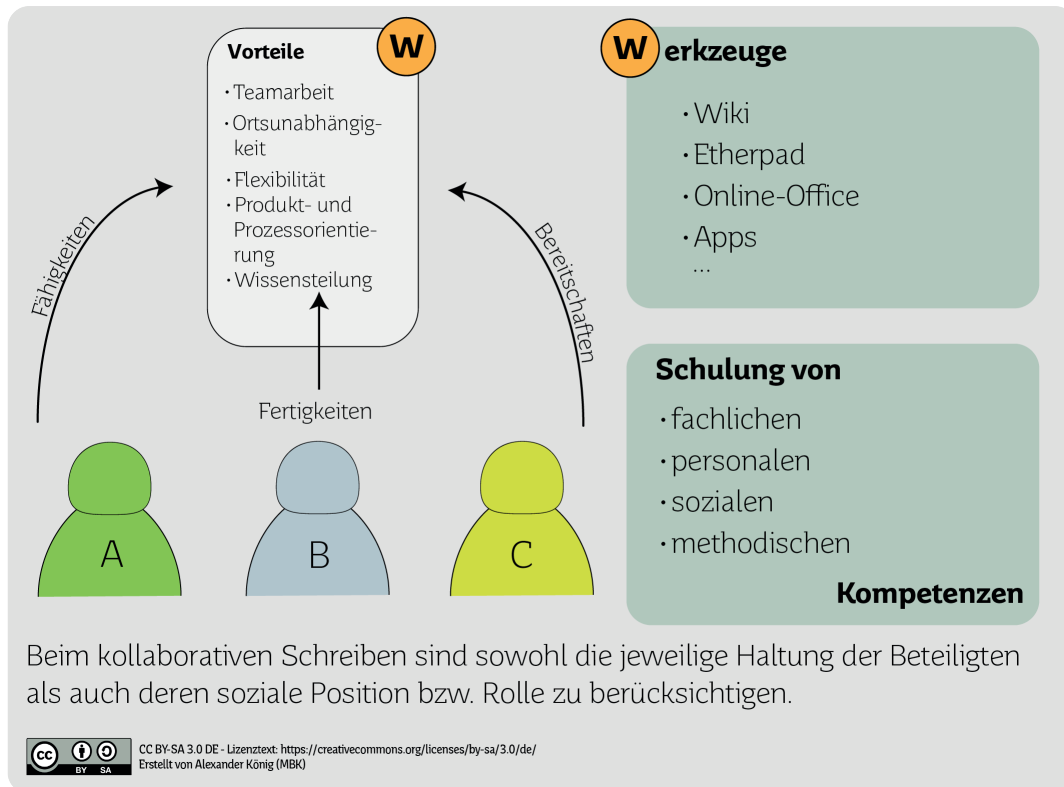 Vorteile
W
• Teamarbeit
• Ortsunabhängig-
keit
• Flexibilität
• Produkt- und
Prozessorientie-
rung
• Wissensteilung
Fähigkeiten
Fertigkeiten
Bereitschaften
A
B
C
Werkzeuge
• Wiki
• Etherpad
• Online-Office
• Apps
...
Schulung von
• fachlichen
• personalen
• sozialen
• methodischen
Kompetenzen
Beim kollaborativen Schreiben sind sowohl die jeweilige Haltung der Beteiligten
als auch deren soziale Position bzw. Rolle zu berücksichtigen.
cc
BY SA
CC BY-SA 3.0 DE - Lizenztext: https://creativecommons.org/licenses/by-sa/3.0/de/
Erstellt von Alexander König (MBK)